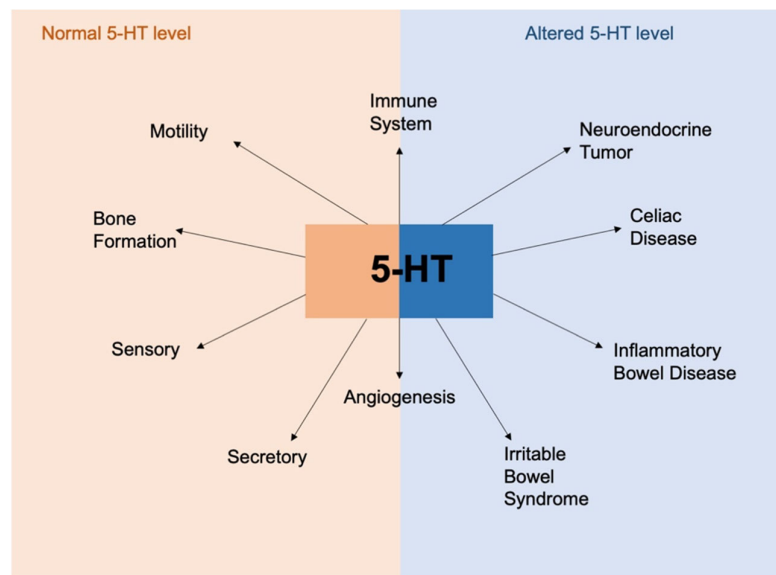 Normal 5-HT level
Altered 5-HT level
Immune
System
Motility
Neuroendocrine
Tumor
Bone
Formation
Celiac
Disease
5-HT
Sensory
Inflammatory
Bowel Disease
Angiogenesis
Secretory
Irritable
Bowel
Syndrome